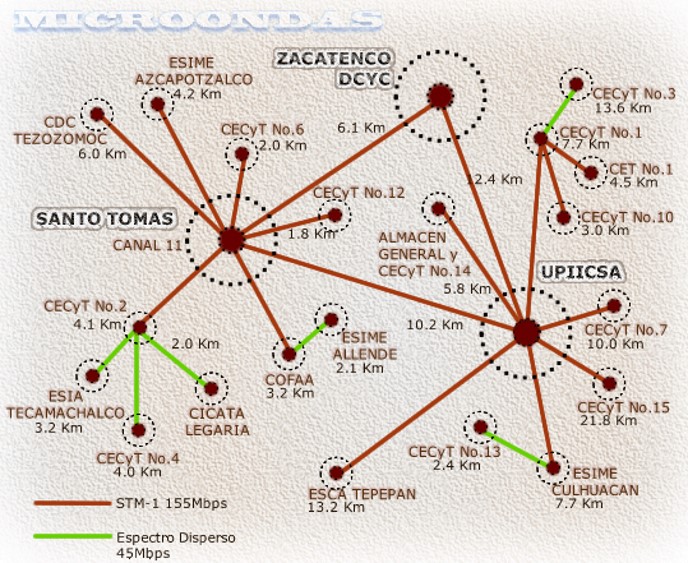 MICROONDAS
ZACATENCO
DCYC
ESIME
AZCAPOTZALCO
4.2 Km
CDC
TEZOZOMOC
6.0 Km
CECyT No.6
2.0 Km
6.1 Km
CECyT No.3
13.6 Km
CECyT No.1
7.7 Km
CET No.1
4.5 Km
12.4 Km
CECyT No.12
1.8 Km
CECyT No.10
3.0 Km
SANTO TOMAS
CANAL 11
ALMACEN
GENERAL y
CECyT No.14
5.8 Km
UPIICSA
CECyT No.2
4.1 Km
2.0 Km
10.2 Km
CECyT No.7
10.0 Km
ESIME
ALLENDE
2.1 Km
COFAA
3.2 Km
ESIA
TECAMACHALCO
3.2 Km
CICATA
LEGARIA
CECyT No.15
21.8 Km
CECyT No.4
4.0 Km
CECyT No.13
2.4 Km
ESIME
CULHUACAN
7.7 Km
ESCA TEPEPAN
13.2 Km
STM-1 155Mbps
Espectro Disperso
45Mbps